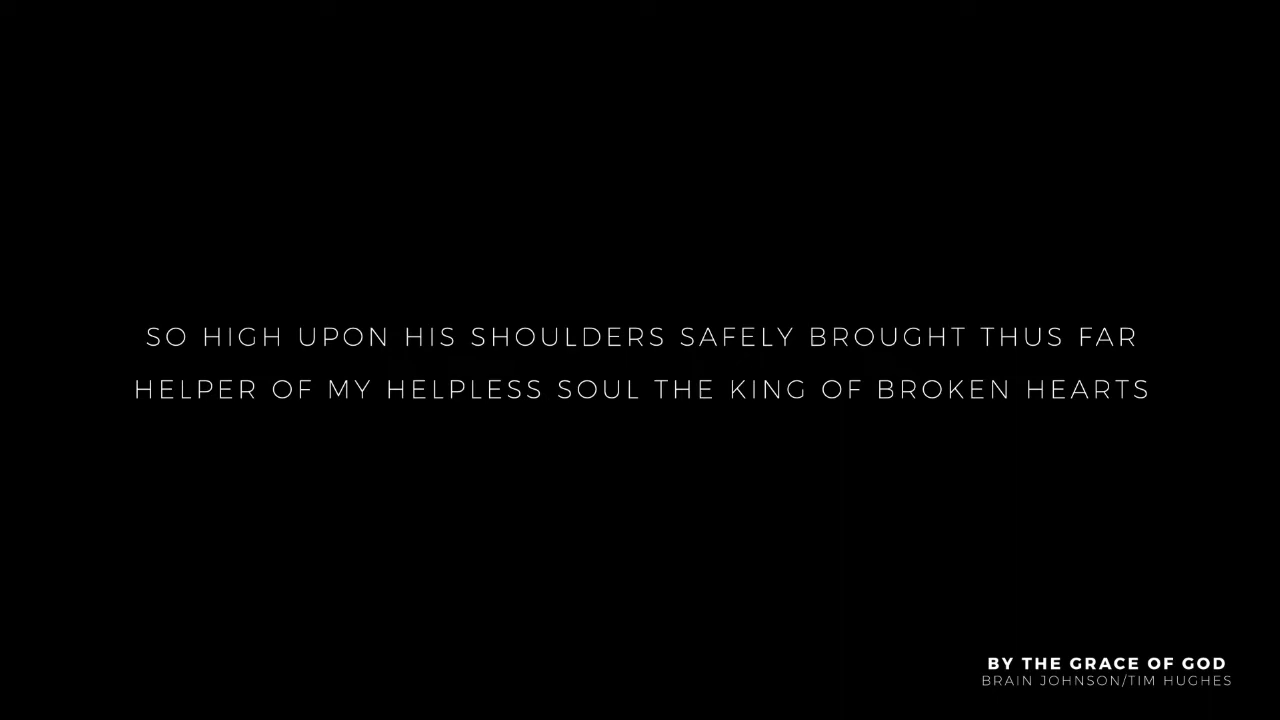 SO HIGH UPON HIS SHOULDERS SAFELY BROUGHT THUS FAR
HELPER OF MY HELPLESS SOUL THE KING OF BROKEN HEARTS
BY THE GRACE OF GOD
BRAIN JOHNSON/TIM HUGHES